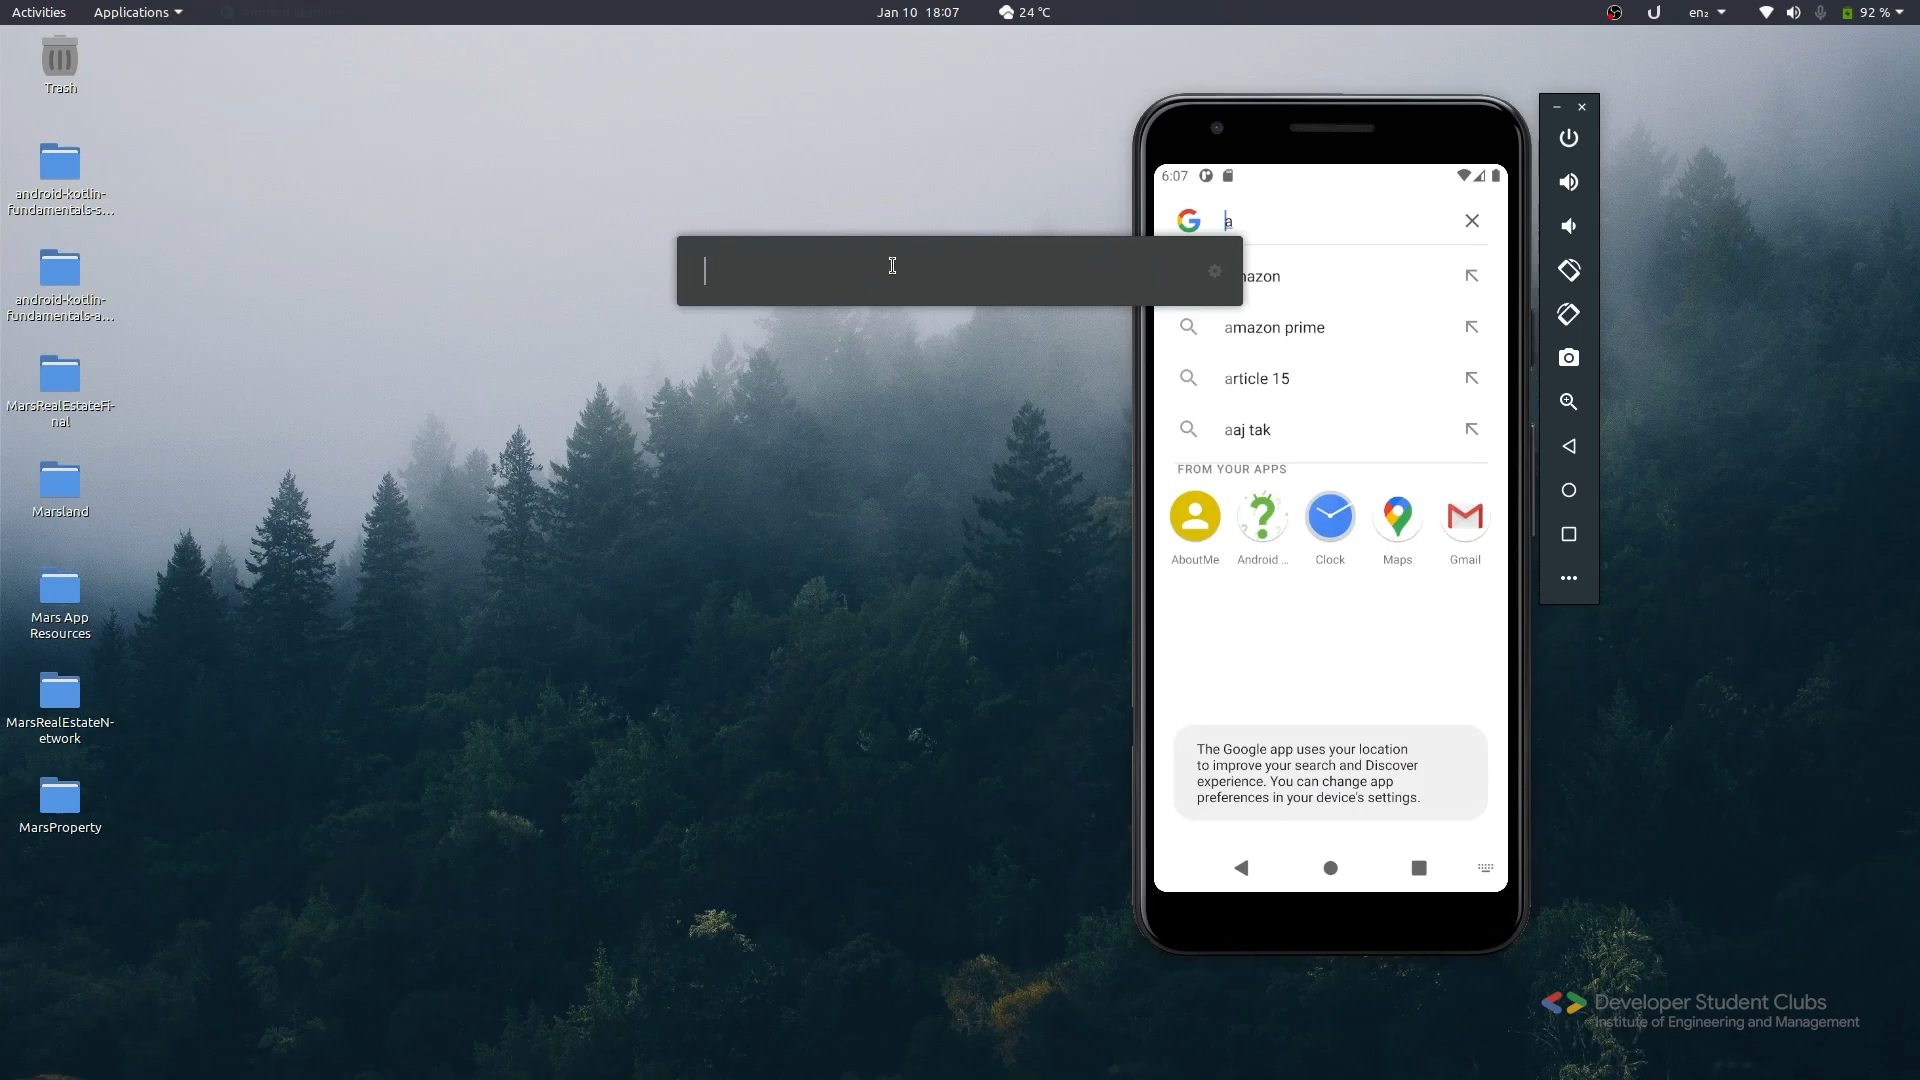 Activities
Applications
Jan 10 18:07
24 °C
en₂
92 %
Trash
android-kotlin-
fundamentals-s...
android-kotlin-
fundamentals-a...
MarsRealEstateFi-
nal
Marsland
Mars App
Resources
MarsRealEstateN-
etwork
MarsProperty
6:07
a
azon
amazon prime
article 15
aaj tak
FROM YOUR APPS
AboutMe
Android ...
Clock
Maps
Gmail
The Google app uses your location
to improve your search and Discover
experience. You can change app
preferences in your device's settings.
Developer Student Clubs
Institute of Engineering and Management